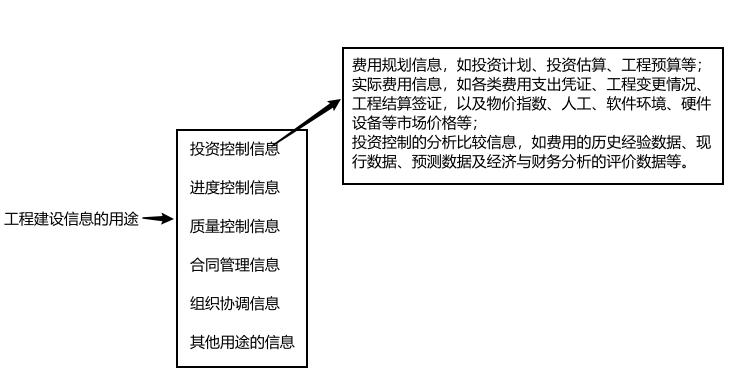 费用规划信息，如投资计划、投资估算、工程预算等；
实际费用信息，如各类费用支出凭证、工程变更情况、
工程结算签证，以及物价指数、人工、软件环境、硬件
设备等市场价格等；
投资控制的分析比较信息，如费用的历史经验数据、现
行数据、预测数据及经济与财务分析的评价数据等。
工程建设信息的用途
投资控制信息
进度控制信息
质量控制信息
合同管理信息
组织协调信息
其他用途的信息